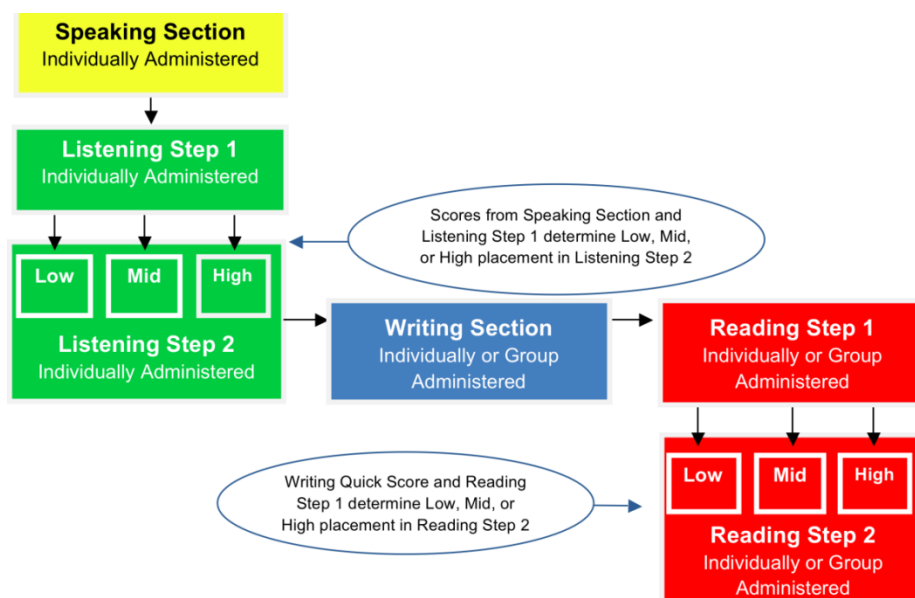 Speaking Section
Individually Administered
Listening Step 1
Individually Administered
Scores from Speaking Section and
Listening Step 1 determine Low, Mid,
or High placement in Listening Step 2
Low
Mid
High
Listening Step 2
Individually Administered
Writing Section
Individually or Group
Administered
Reading Step 1
Individually or Group
Administered
Writing Quick Score and Reading
Step 1 determine Low, Mid, or
High placement in Reading Step 2
Low
Mid
High
Reading Step 2
Individually or Group
Administered